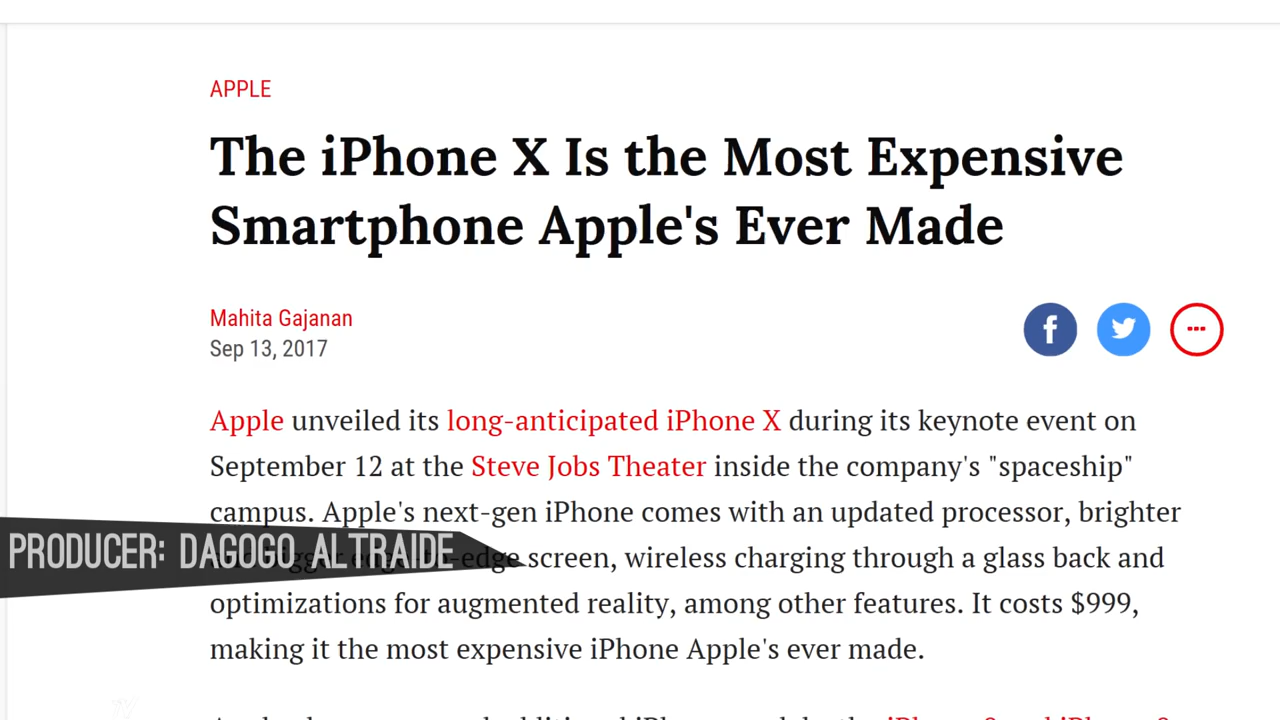 APPLE
The iPhone X Is the Most Expensive
Smartphone Apple's Ever Made
Mahita Gajanan
Sep 13, 2017
Apple unveiled its long-anticipated iPhone X during its keynote event on
September 12 at the Steve Jobs Theater inside the company's "spaceship"
campus. Apple's next-gen iPhone comes with an updated processor, brighter
PRODUCER: DAGOGO ALTRAIDE
bigger edge-to-edge screen, wireless charging through a glass back and
optimizations for augmented reality, among other features. It costs $999,
making it the most expensive iPhone Apple's ever made.